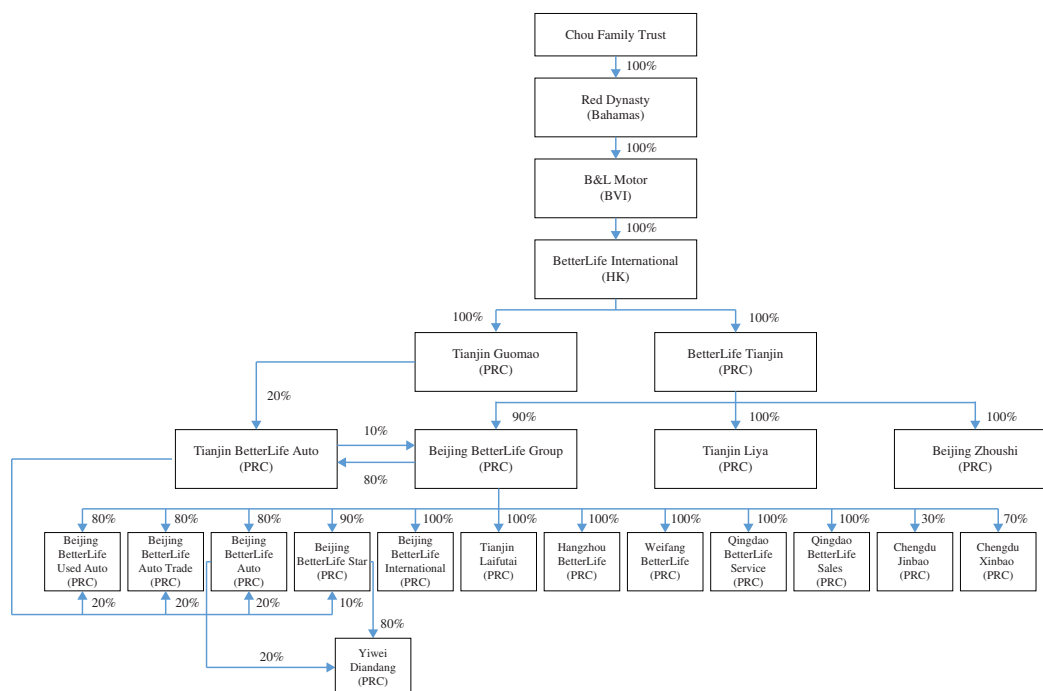 Chou Family Trust
100%
Red Dynasty
(Bahamas)
100%
B&L Motor
(BVI)
100%
BetterLife International
(HK)
100%
100%
Tianjin Guomao
(PRC)
BetterLife Tianjin
(PRC)
20%
90%
100%
100%
10%
Tianjin BetterLife Auto
(PRC)
Beijing BetterLife Group
(PRC)
Tianjin Liya
(PRC)
Beijing Zhoushi
(PRC)
80%
80%
80%
80%
90%
100%
100%
100%
100%
100%
100%
30%
70%
Beijing
BetterLife
Used Auto
(PRC)
Beijing
BetterLife
Auto Trade
(PRC)
Beijing
BetterLife
Auto
(PRC)
Beijing
BetterLife Star
(PRC)
Beijing
BetterLife
International
(PRC)
Tianjin
Laifutai
(PRC)
Hangzhou
BetterLife
(PRC)
Weifang
BetterLife
(PRC)
Qingdao
BetterLife
Service
(PRC)
Qingdao
BetterLife
Sales
(PRC)
Chengdu
Jinbao
(PRC)
Chengdu
Xinbao
(PRC)
20%
20%
20%
10%
80%
20%
Yiwei
Diandang
(PRC)